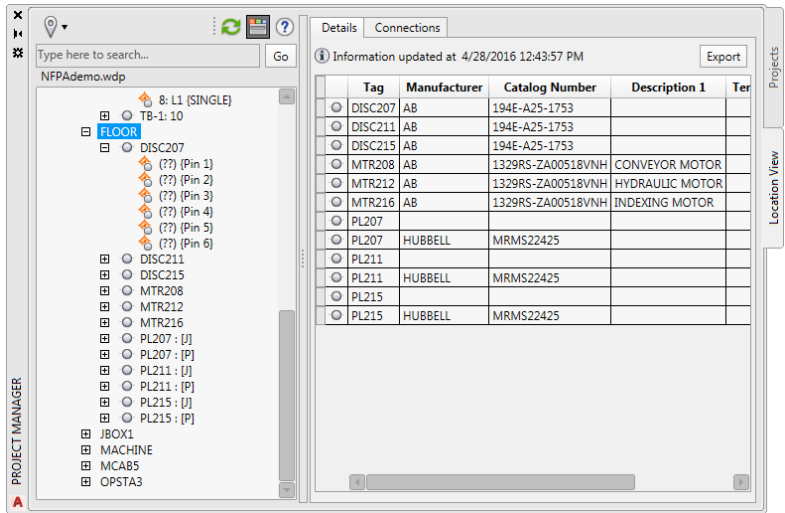 Type here to search...
Go
NFPAdemo.wdp
8: L1 {SINGLE}
TB-1: 10
FLOOR
DISC207
(??) {Pin 1}
(??) {Pin 2}
(??) {Pin 3}
(??) {Pin 4}
(??) {Pin 5}
(??) {Pin 6}
DISC211
DISC215
MTR208
MTR212
MTR216
PL207 : [J]
PL207 : [P]
PL211 : [J]
PL211 : [P]
PL215 : [J]
PL215 : [P]
JBOX1
MACHINE
MCAB5
OPSTA3
PROJECT MANAGER
Details Connections
Information updated at 4/28/2016 12:43:57 PM Export
Tag Manufacturer Catalog Number Description 1 Ter
DISC207 AB 194E-A25-1753
DISC211 AB 194E-A25-1753
DISC215 AB 194E-A25-1753
MTR208 AB 1329RS-ZA00518VNH CONVEYOR MOTOR
MTR212 AB 1329RS-ZA00518VNH HYDRAULIC MOTOR
MTR216 AB 1329RS-ZA00518VNH INDEXING MOTOR
PL207
PL207 HUBBELL MRMS22425
PL211
PL211 HUBBELL MRMS22425
PL215
PL215 HUBBELL MRMS22425
Projects
Location View